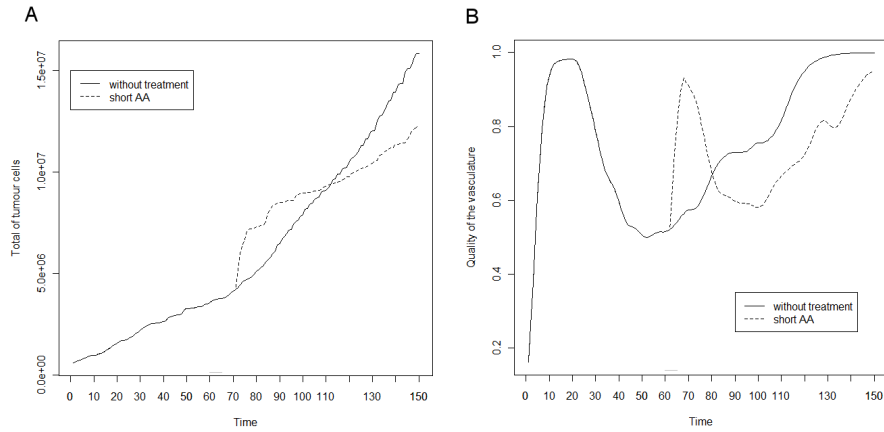 A
Total of tumour cells
1.5e+07
1.0e+07
5.0e+06
0.0e+00
without treatment
short AA
0 10 20 30 40 50 60 70 80 90 100 110 130 150
Time
B
Quality of the vasculature
1.0
0.8
0.6
0.4
0.2
without treatment
short AA
0 10 20 30 40 50 60 70 80 90 100 110 130 150
Time